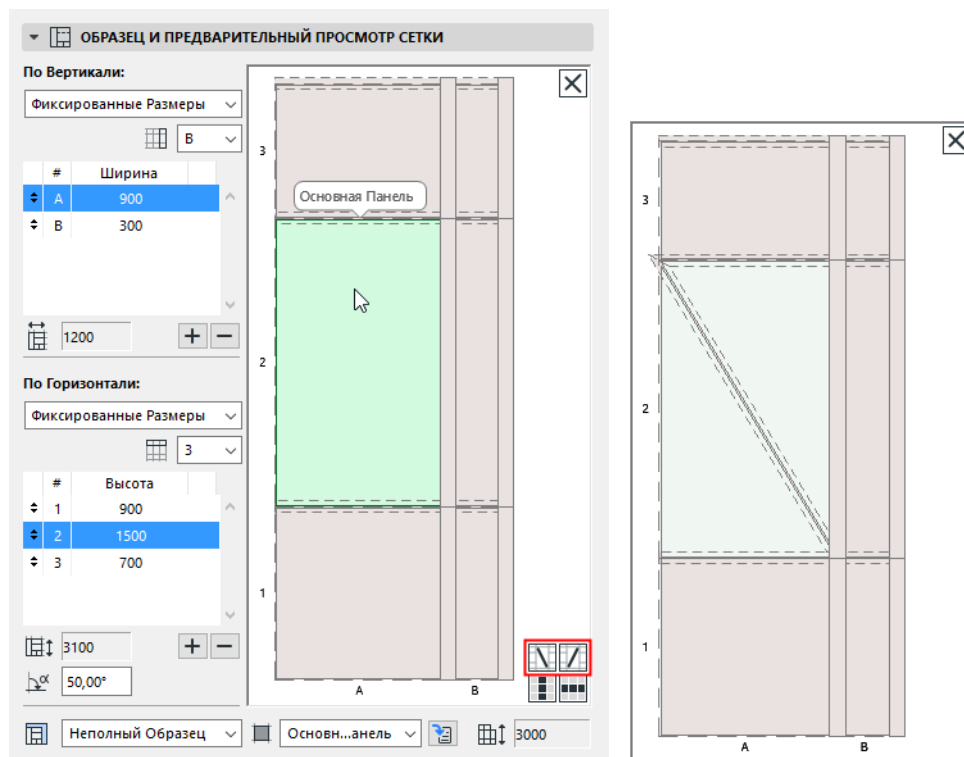 ОБРАЗЕЦ И ПРЕДВАРИТЕЛЬНЫЙ ПРОСМОТР СЕТКИ
По Вертикали:
Фиксированные Размеры
B
# Ширина
A 900
B 300
1200
По Горизонтали:
Фиксированные Размеры
3
# Высота
1 900
2 1500
3 700
3100
α 50,00°
Неполный Образец
Основн...анель
3000
3
Основная Панель
2
1
A B
3
2
1
A B